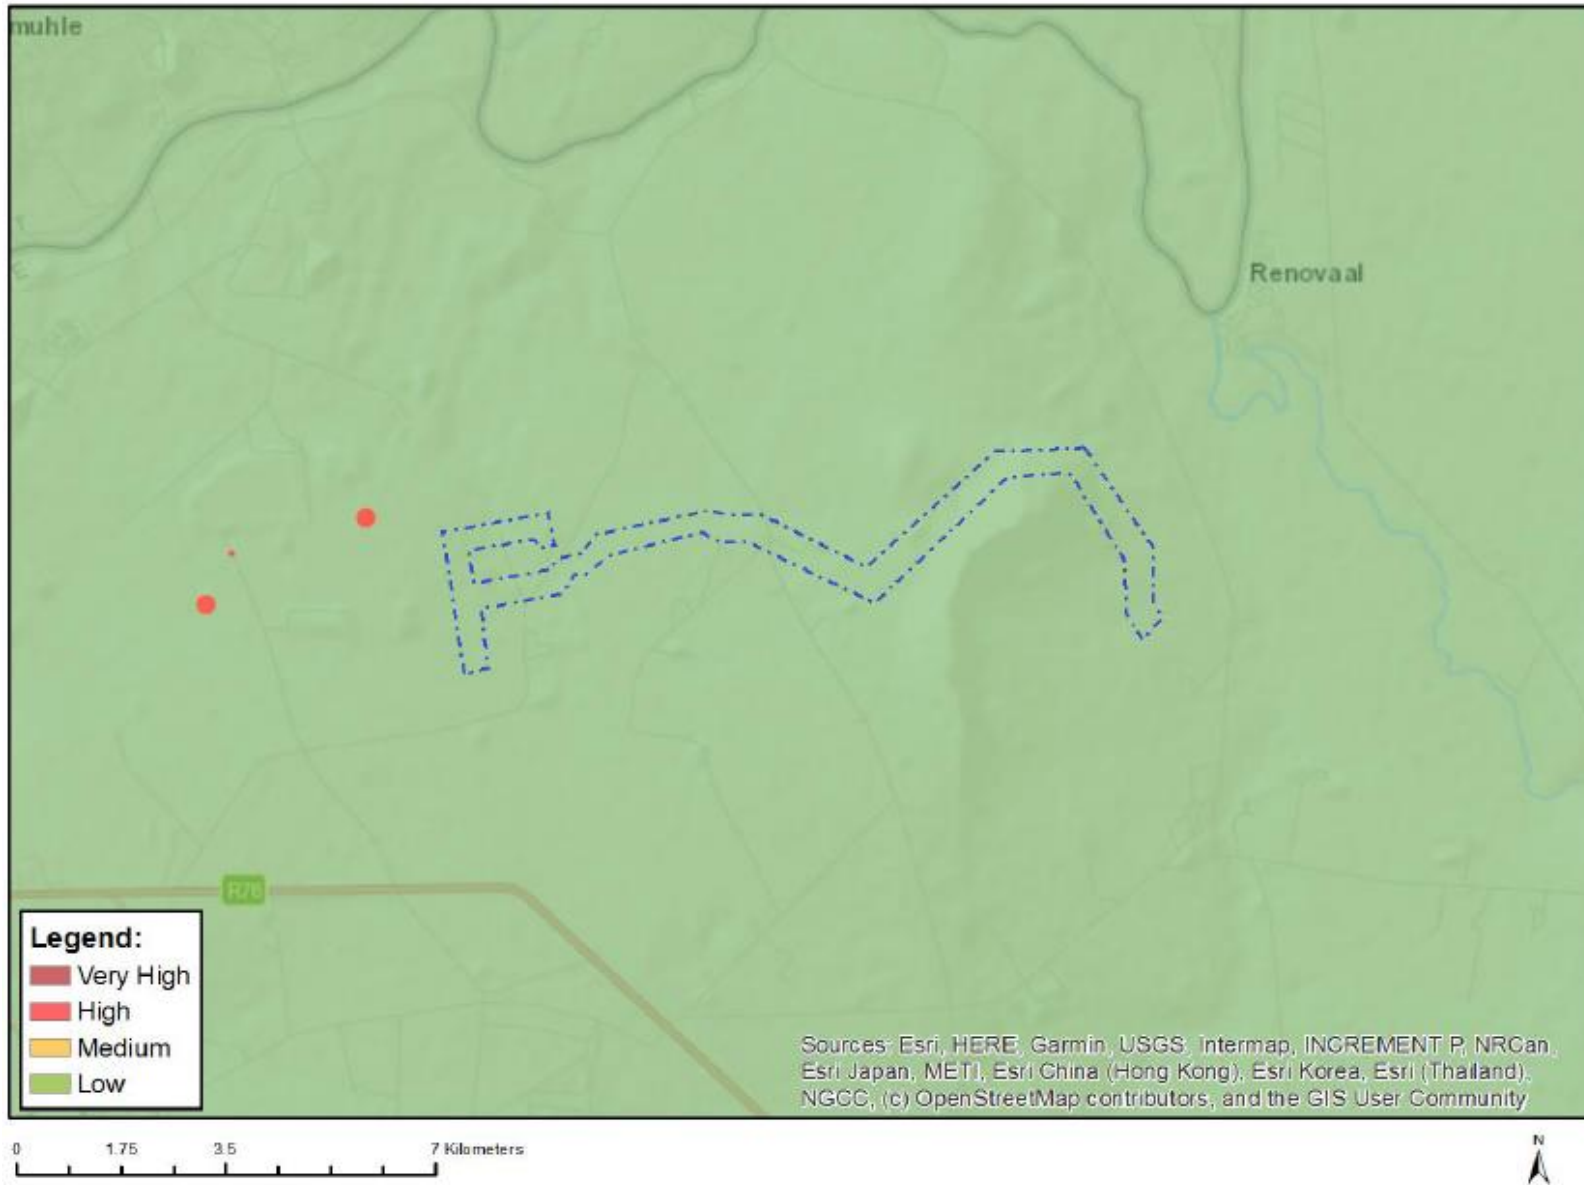 muhle
Renovaal
R76
Legend:
Very High
High
Medium
Low
Sources: Esri, HERE, Garmin, USGS, Intermap, INCREMENT P, NRCan,
Esri Japan, METI, Esri China (Hong Kong), Esri Korea, Esri (Thailand),
NGCC, (c) OpenStreetMap contributors, and the GIS User Community
0 1.75 3.5 7 Kilometers
N